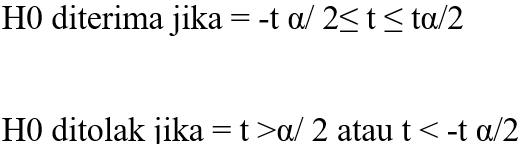 H0 diterima jika = -t α/ 2≤ t ≤ tα/2
H0 ditolak jika = t >α/ 2 atau t < -t α/2